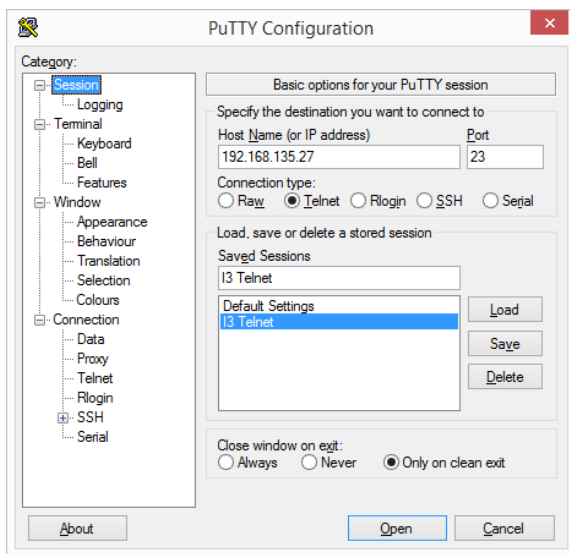 PuTTY Configuration
Category:
Session
Logging
Terminal
Keyboard
Bell
Features
Window
Appearance
Behaviour
Translation
Selection
Colours
Connection
Data
Proxy
Telnet
Rlogin
SSH
Serial
Basic options for your PuTTY session
Specify the destination you want to connect to
Host Name (or IP address) Port
192.168.135.27 23
Connection type:
Raw Telnet Rlogin SSH Serial
Load, save or delete a stored session
Saved Sessions
I3 Telnet
Default Settings
I3 Telnet
Load
Save
Delete
Close window on exit:
Always Never Only on clean exit
About Open Cancel